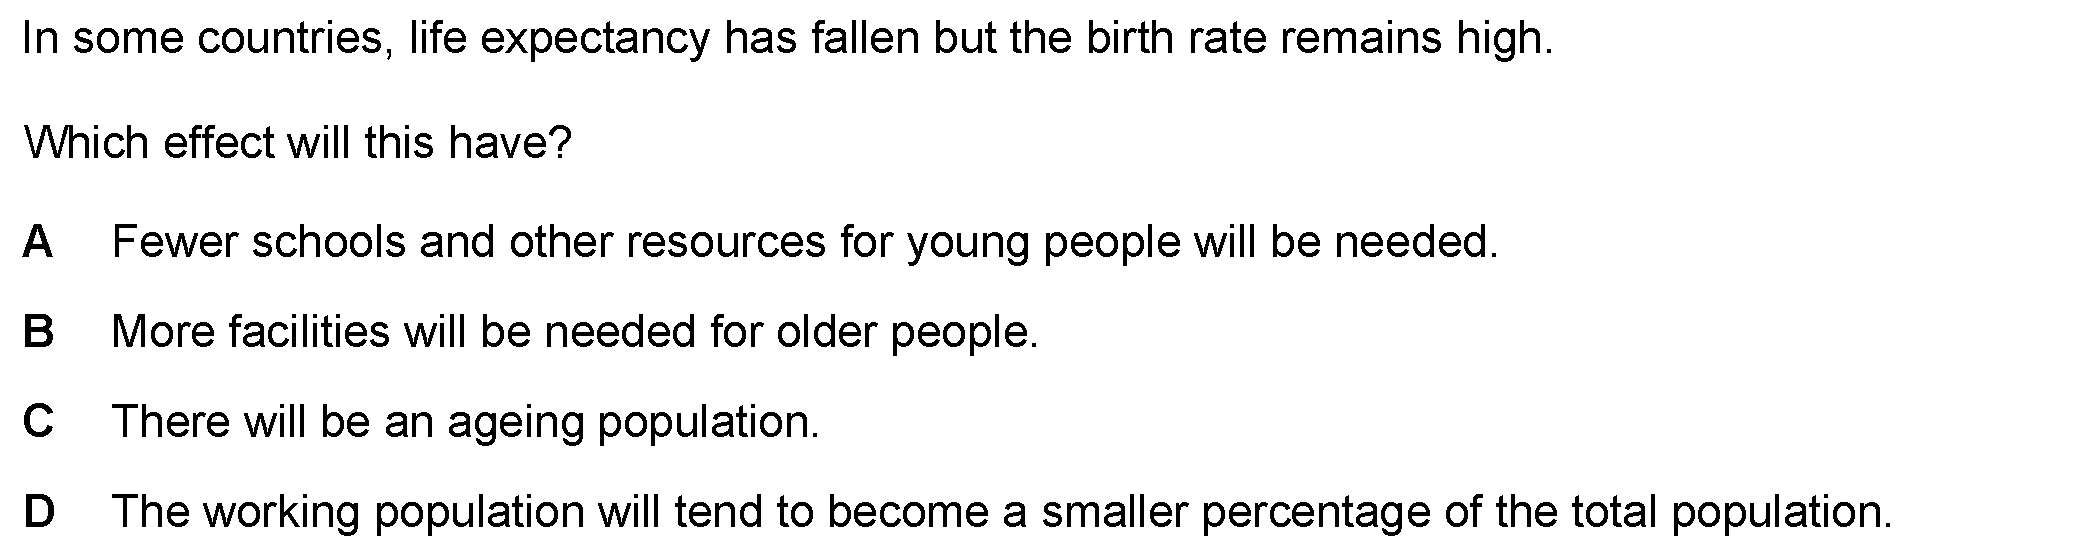 In some countries, life expectancy has fallen but the birth rate remains high.
Which effect will this have?
A Fewer schools and other resources for young people will be needed.
B More facilities will be needed for older people.
C There will be an ageing population.
D The working population will tend to become a smaller percentage of the total population.